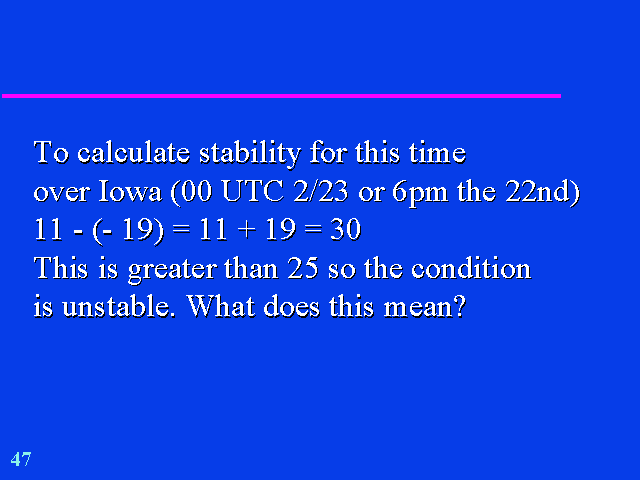 To calculate stability for this time
over Iowa (00 UTC 2/23 or 6pm the 22nd)
11 - (- 19) = 11 + 19 = 30
This is greater than 25 so the condition
is unstable. What does this mean?
47